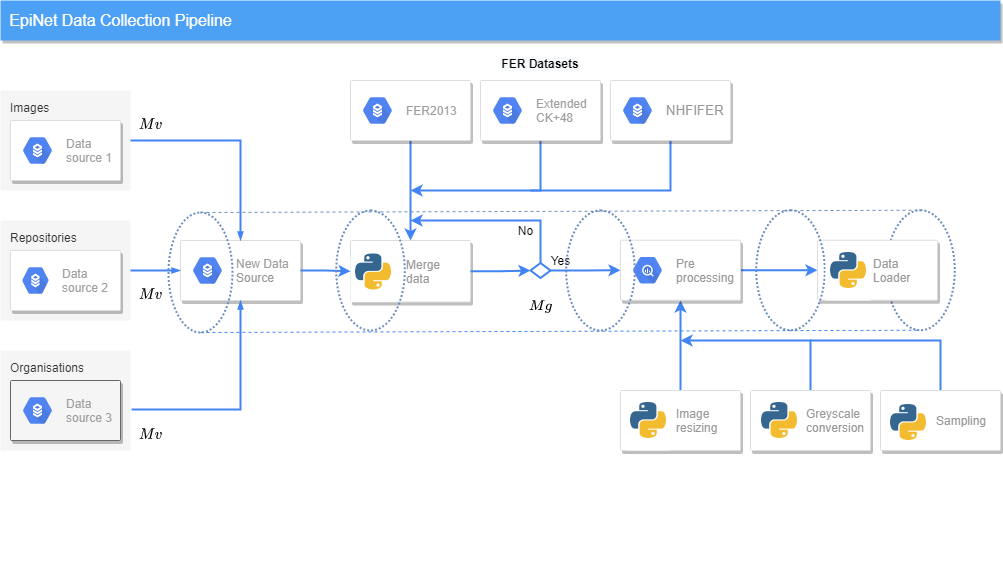 EpiNet Data Collection Pipeline
FER Datasets
FER2013
Extended
CK+48
NHFIFER
Images
Data
source 1
Mv
Repositories
Data
source 2
Mv
Organisations
Data
source 3
Mv
New Data
Source
Merge
data
No
Yes
Mg
Pre
processing
Data
Loader
Image
resizing
Greyscale
conversion
Sampling